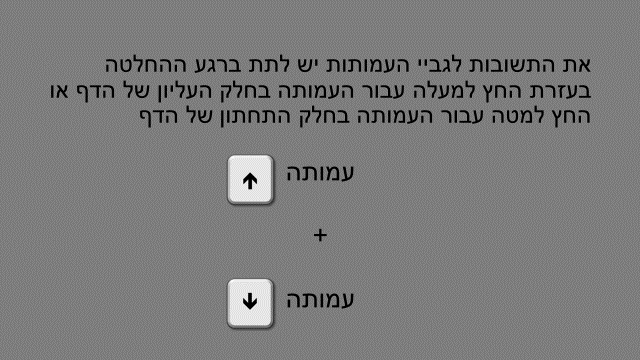 את התשובות לגביי העמותות יש לתת ברגע ההחלטה
בעזרת החץ למעלה עבור העמותה בחלק העליון של הדף או
החץ למטה עבור העמותה בחלק התחתון של הדף
עמותה ↑
+
עמותה ↓